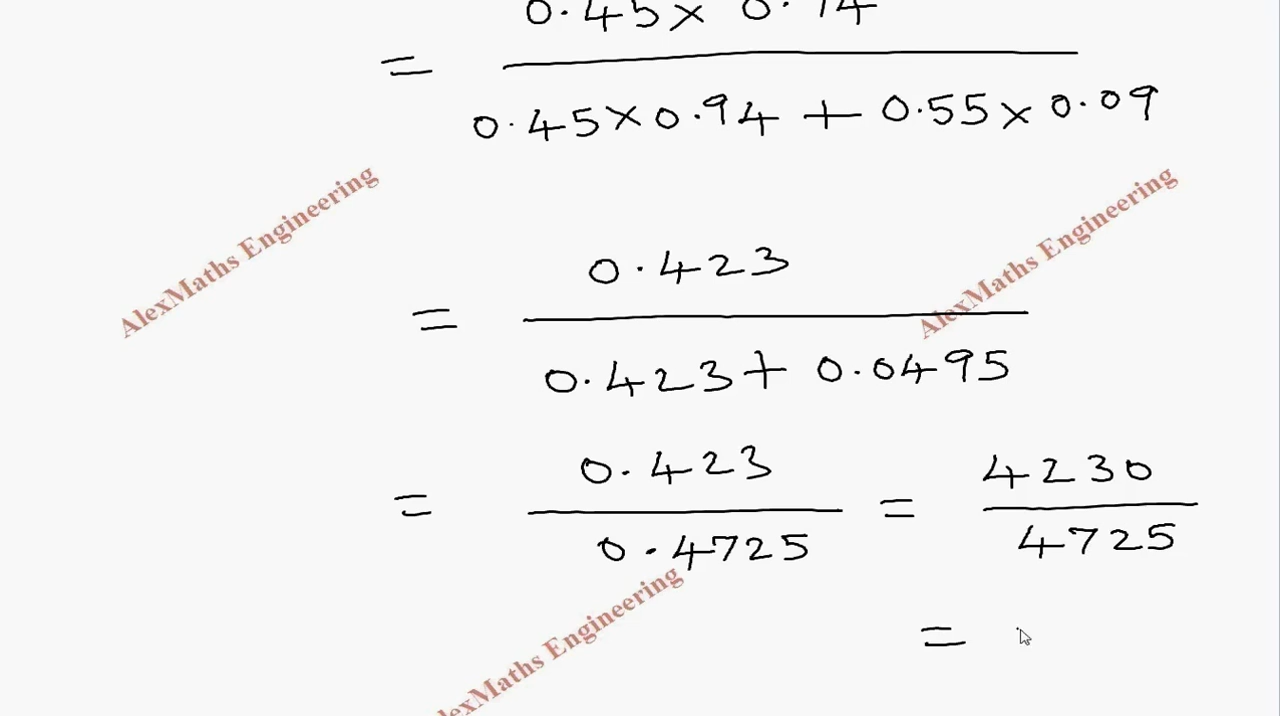 0.45 × 0.94
=
0.45 × 0.94 + 0.55 × 0.09
AlexMaths Engineering
AlexMaths Engineering
0.423
=
0.423 + 0.0495
0.423 4230
= =
0.4725 4725
AlexMaths Engineering
=